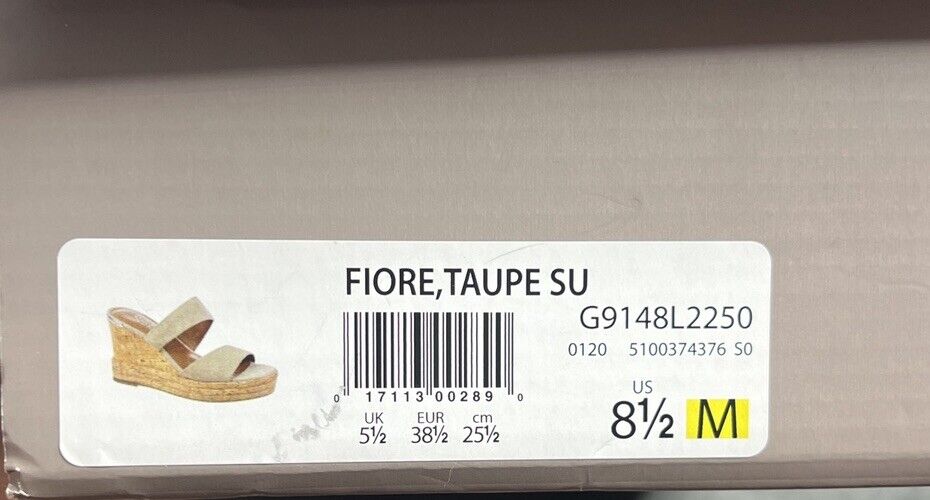 FIORE,TAUPE SU
G9148L2250
0120 5100374376 S0
0 17113 00289 0
UK EUR cm
5½ 38½ 25½
US
8½ M